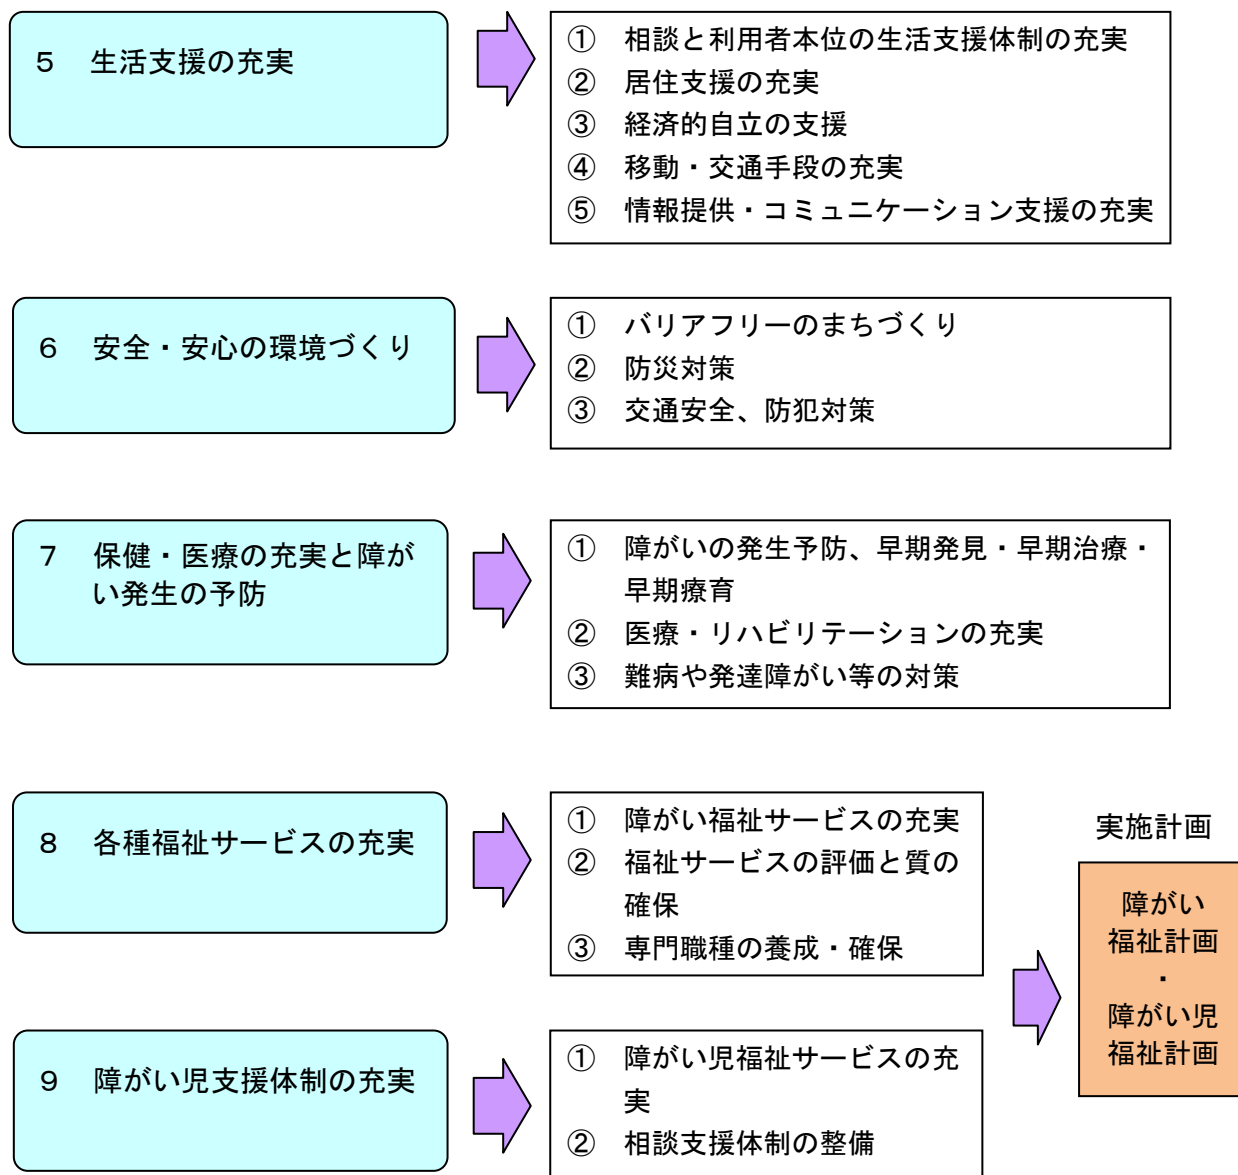 ５　生活支援の充実
①　相談と利用者本位の生活支援体制の充実
②　居住支援の充実
③　経済的自立の支援
④　移動・交通手段の充実
⑤　情報提供・コミュニケーション支援の充実
６　安全・安心の環境づくり
①　バリアフリーのまちづくり
②　防災対策
③　交通安全、防犯対策
７　保健・医療の充実と障が
い発生の予防
①　障がいの発生予防、早期発見・早期治療・
早期療育
②　医療・リハビリテーションの充実
③　難病や発達障がい等の対策
８　各種福祉サービスの充実
①　障がい福祉サービスの充実
②　福祉サービスの評価と質の
確保
③　専門職種の養成・確保
９　障がい児支援体制の充実
①　障がい児福祉サービスの充
実
②　相談支援体制の整備
実施計画
障がい
福祉計画
・
障がい児
福祉計画